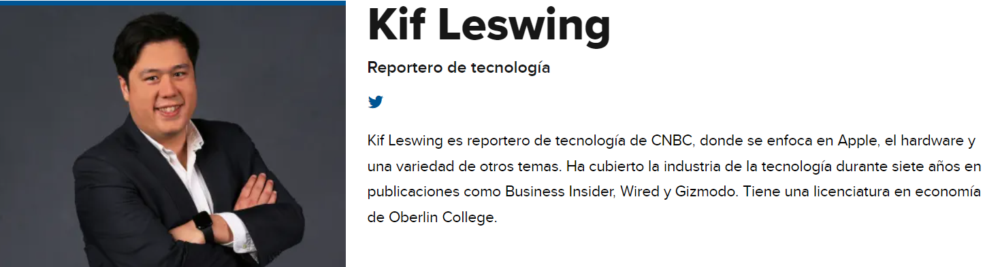 Kif Leswing
Reportero de tecnología
Kif Leswing es reportero de tecnología de CNBC, donde se enfoca en Apple, el hardware y
una variedad de otros temas. Ha cubierto la industria de la tecnología durante siete años en
publicaciones como Business Insider, Wired y Gizmodo. Tiene una licenciatura en economía
de Oberlin College.